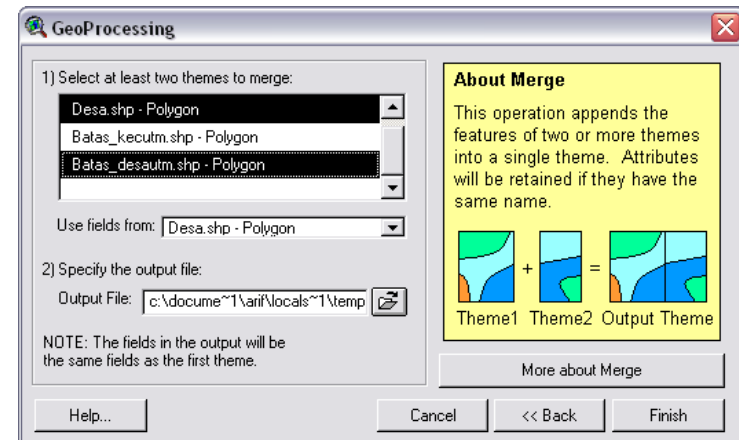 GeoProcessing
1) Select at least two themes to merge:
Desa.shp - Polygon
Batas_kecutm.shp - Polygon
Batas_desautm.shp - Polygon
Use fields from: Desa.shp - Polygon
2) Specify the output file:
Output File: c:\docume~1\arif\locals~1\temp
NOTE: The fields in the output will be
the same fields as the first theme.
About Merge
This operation appends the
features of two or more themes
into a single theme. Attributes
will be retained if they have the
same name.
+ =
Theme1 Theme2 Output Theme
More about Merge
Help... Cancel << Back Finish